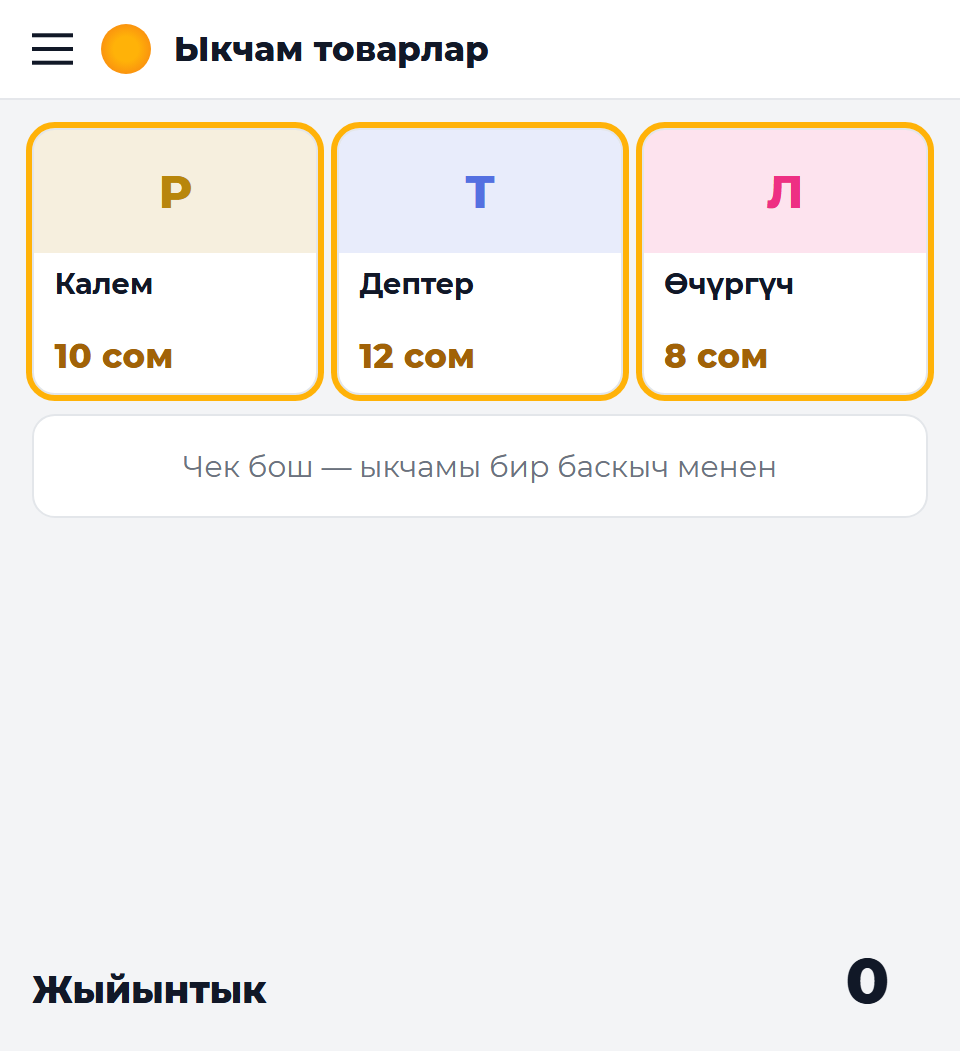 Ыкчам товарлар
Р
Т
Л
Калем
Дептер
Өчүргүч
10 сом
12 сом
8 сом
Чек бош — ыкчамы бир баскыч менен
Жыйынтык
0